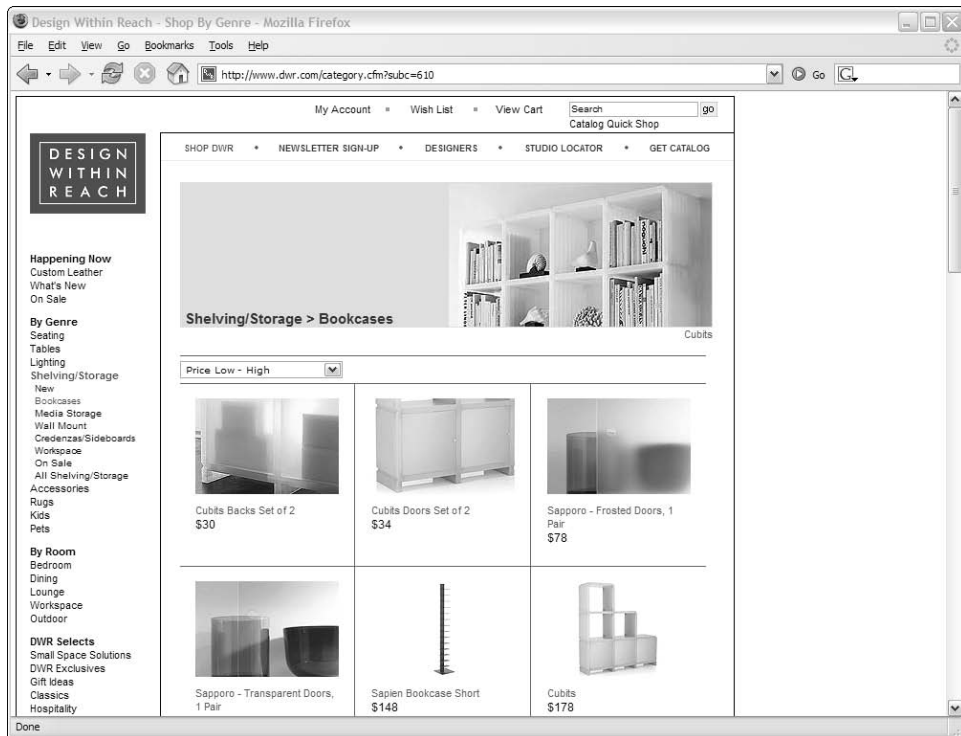 Design Within Reach - Shop By Genre - Mozilla Firefox
File Edit View Go Bookmarks Tools Help
http://www.dwr.com/category.cfm?subc=610
Go
G
My Account
Wish List
View Cart
Search
go
Catalog Quick Shop
DESIGN
WITHIN
REACH
SHOP DWR • NEWSLETTER SIGN-UP • DESIGNERS • STUDIO LOCATOR • GET CATALOG
Shelving/Storage > Bookcases
Cubits
Happening Now
Custom Leather
What's New
On Sale
By Genre
Seating
Tables
Lighting
Shelving/Storage
New
Bookcases
Media Storage
Wall Mount
Credenzas/Sideboards
Workspace
On Sale
All Shelving/Storage
Accessories
Rugs
Kids
Pets
By Room
Bedroom
Dining
Lounge
Workspace
Outdoor
DWR Selects
Small Space Solutions
DWR Exclusives
Gift Ideas
Classics
Hospitality
Price Low - High
Cubits Backs Set of 2
$30
Cubits Doors Set of 2
$34
Sapporo - Frosted Doors, 1
Pair
$78
Sapporo - Transparent Doors,
1 Pair
Sapien Bookcase Short
$148
Cubits
$178
Done